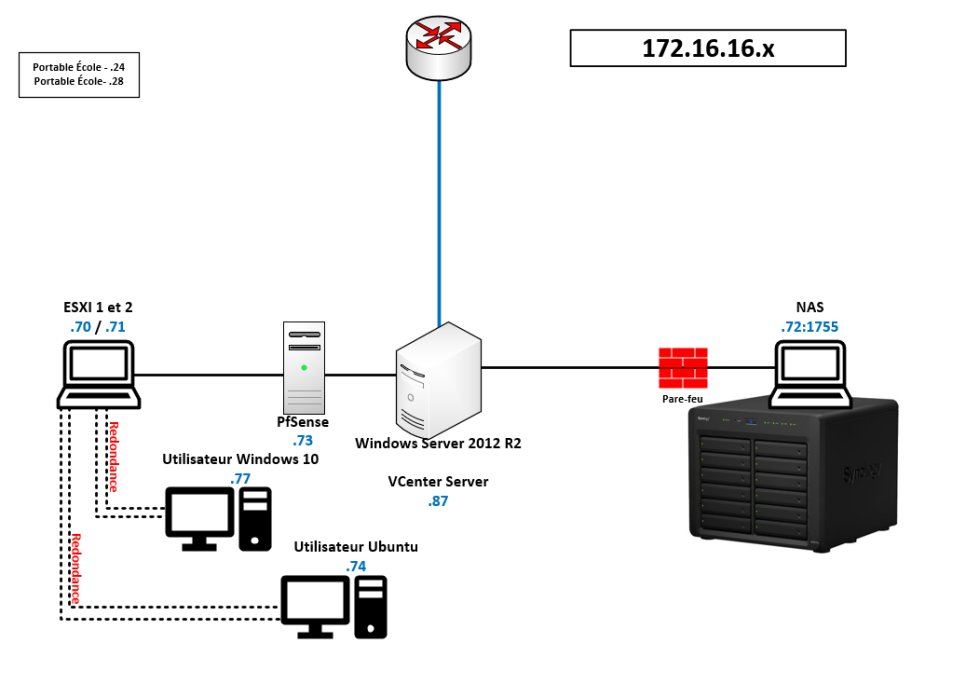 172.16.16.x
Portable École - .24
Portable École- .28
ESXI 1 et 2
.70 / .71
NAS
.72:1755
Pare-feu
PfSense
.73
Windows Server 2012 R2
VCenter Server
.87
Redondance
Utilisateur Windows 10
.77
Redondance
Utilisateur Ubuntu
.74
Synology